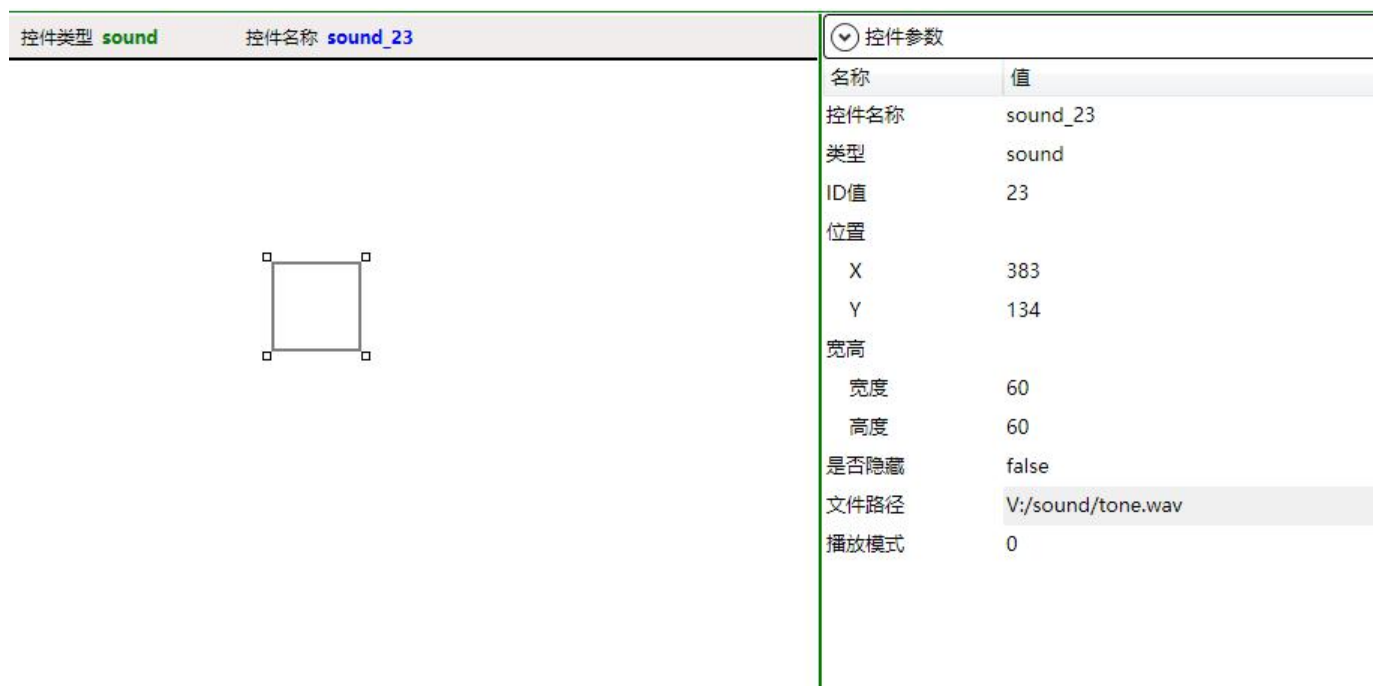 控件类型 sound 控件名称 sound_23
控件参数
名称 值
控件名称 sound_23
类型 sound
ID值 23
位置
X 383
Y 134
宽高
宽度 60
高度 60
是否隐藏 false
文件路径 V:/sound/tone.wav
播放模式 0